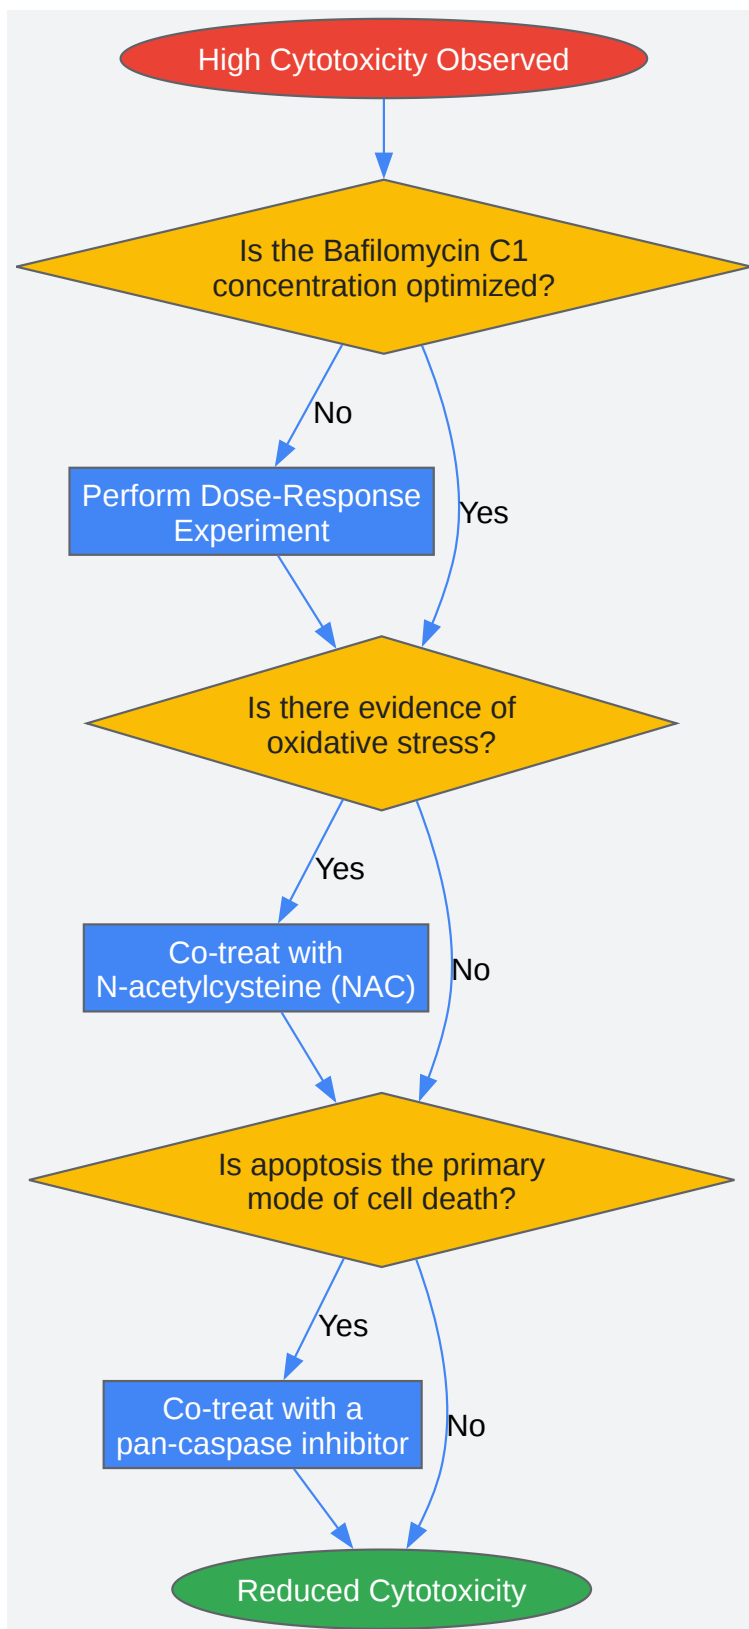 High Cytotoxicity Observed
Is the Bafilomycin C1
concentration optimized?
No
Perform Dose-Response
Experiment
Yes
Is there evidence of
oxidative stress?
Yes
Co-treat with
N-acetylcysteine (NAC)
No
Is apoptosis the primary
mode of cell death?
Yes
Co-treat with a
pan-caspase inhibitor
No
Reduced Cytotoxicity